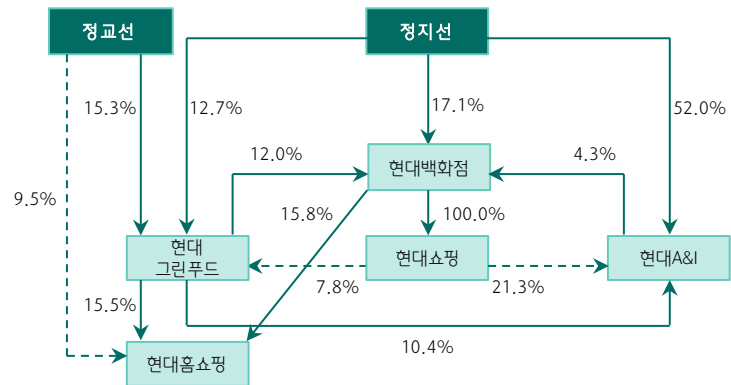 정교선
정지선
15.3%
12.7%
17.1%
52.0%
12.0%
현대백화점
4.3%
9.5%
15.8%
100.0%
현대
그린푸드
현대쇼핑
현대A&I
7.8%
21.3%
15.5%
10.4%
현대홈쇼핑